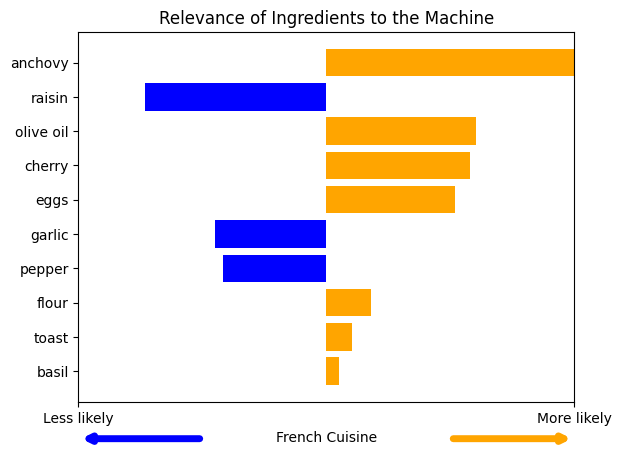 Relevance of Ingredients to the Machine
anchovy
raisin
olive oil
cherry
eggs
garlic
pepper
flour
toast
basil
Less likely
More likely
French Cuisine